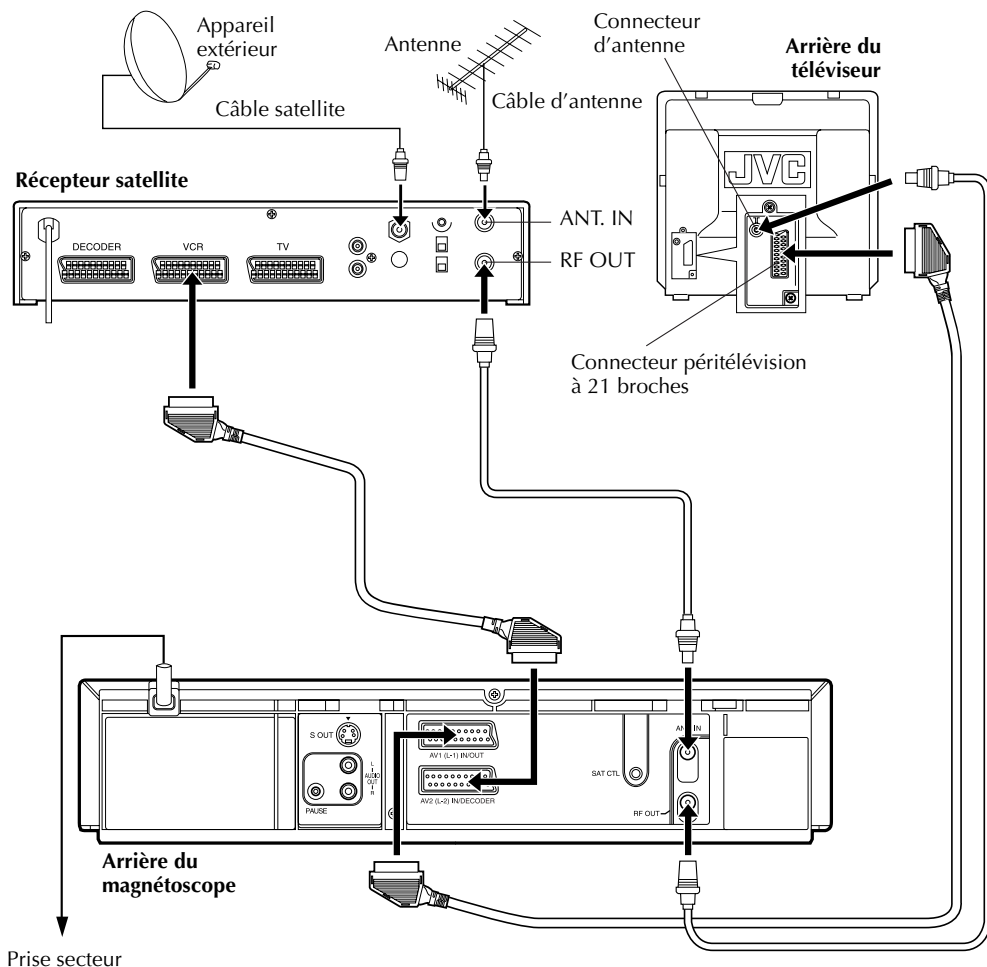 Appareil
extérieur
Antenne
Connecteur
d'antenne
Arrière du
téléviseur
Câble satellite
Câble d'antenne
Récepteur satellite
JVC
DECODER
VCR
TV
ANT. IN
RF OUT
Connecteur péritélévision
à 21 broches
S OUT
L
AUDIO
OUT
R
PAUSE
AV1 (L-1) IN/OUT
AV2 (L-2) IN/DECODER
SAT CTL
ANT. IN
RF OUT
Arrière du
magnétoscope
Prise secteur